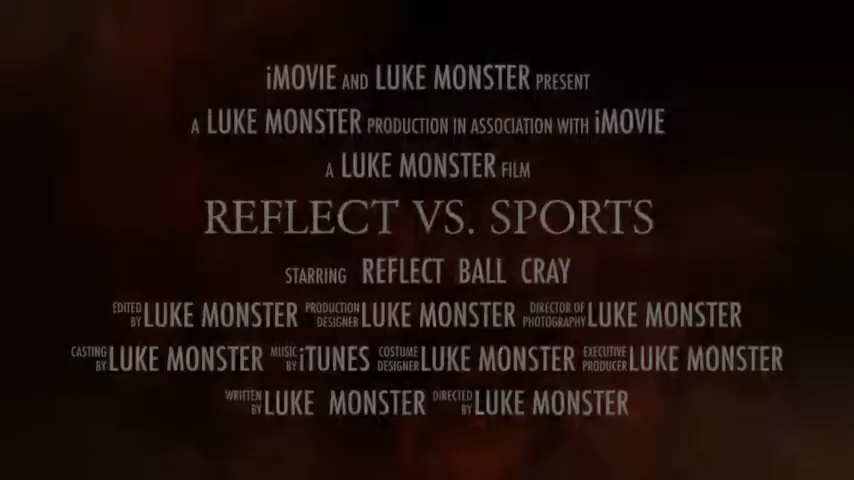 iMOVIE AND LUKE MONSTER PRESENT
A LUKE MONSTER PRODUCTION IN ASSOCIATION WITH iMOVIE
A LUKE MONSTER FILM
REFLECT VS. SPORTS
STARRING REFLECT BALL CRAY
EDITED BY LUKE MONSTER PRODUCTION DESIGNER LUKE MONSTER DIRECTOR OF PHOTOGRAPHY LUKE MONSTER
CASTING BY LUKE MONSTER MUSIC BY iTUNES COSTUME DESIGNER LUKE MONSTER EXECUTIVE PRODUCER LUKE MONSTER
WRITTEN BY LUKE MONSTER DIRECTED BY LUKE MONSTER